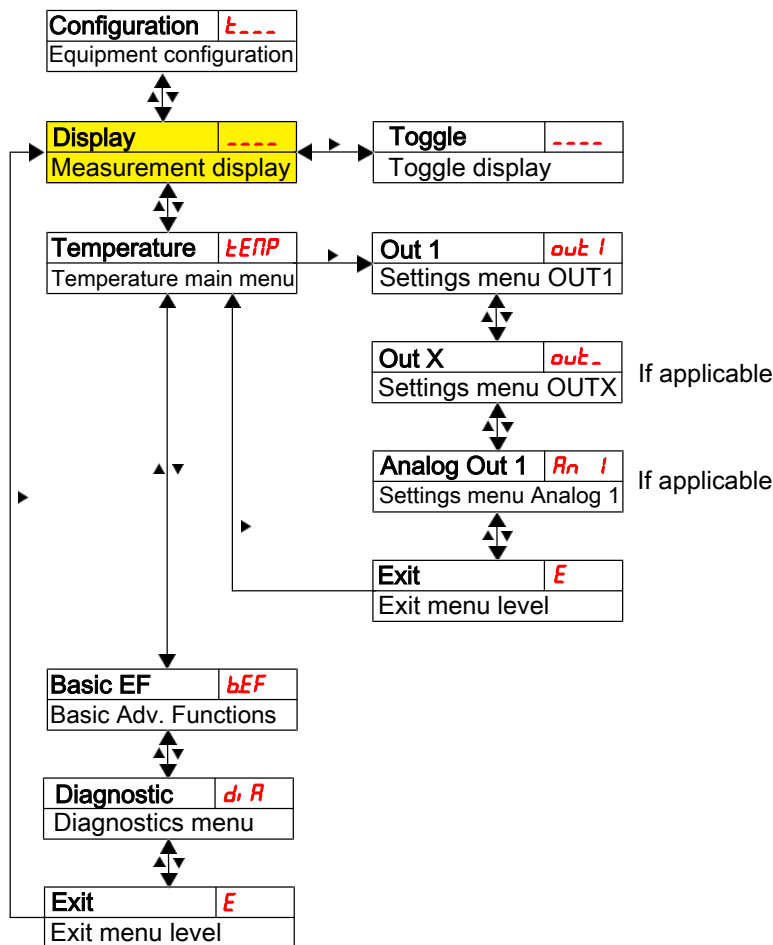 Configuration t___
Equipment configuration
Display ----
Measurement display
Toggle ----
Toggle display
Temperature tEMP
Temperature main menu
Out 1 out 1
Settings menu OUT1
Out X out_
Settings menu OUTX
If applicable
Analog Out 1 An 1
Settings menu Analog 1
If applicable
Exit E
Exit menu level
Basic EF b.EF
Basic Adv. Functions
Diagnostic di A
Diagnostics menu
Exit E
Exit menu level